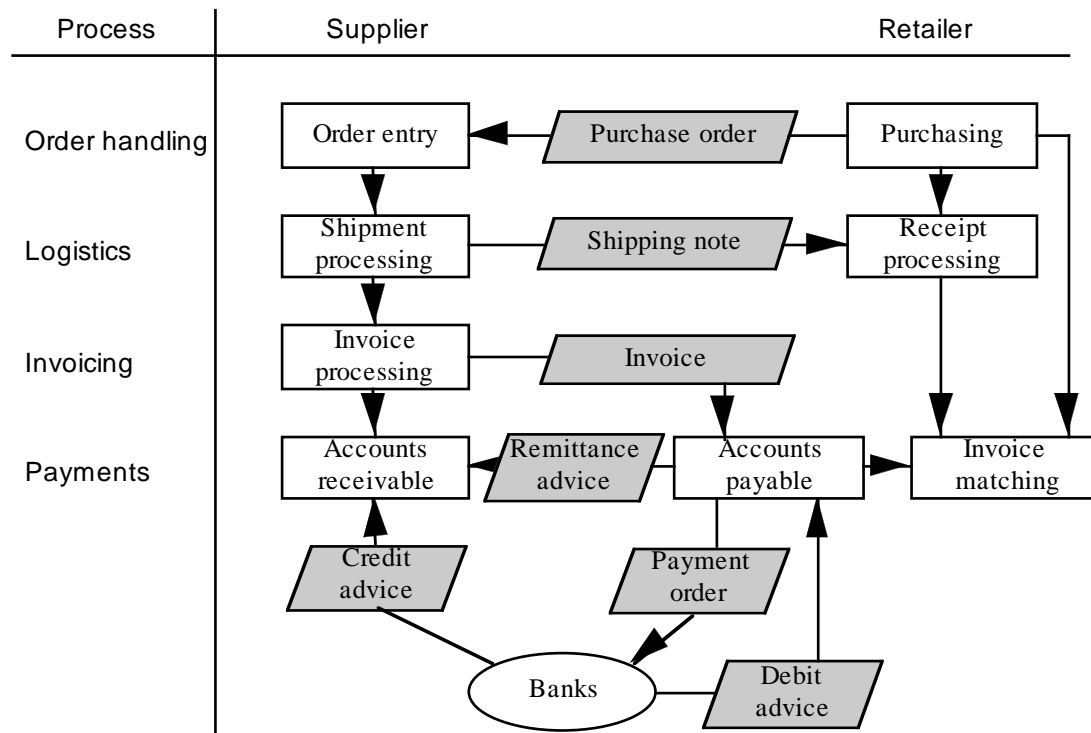 Process
Supplier
Retailer
Order handling
Order entry
Purchase order
Purchasing
Logistics
Shipment
processing
Shipping note
Receipt
processing
Invoicing
Invoice
processing
Invoice
Payments
Accounts
receivable
Remittance
advice
Accounts
payable
Invoice
matching
Credit
advice
Payment
order
Banks
Debit
advice